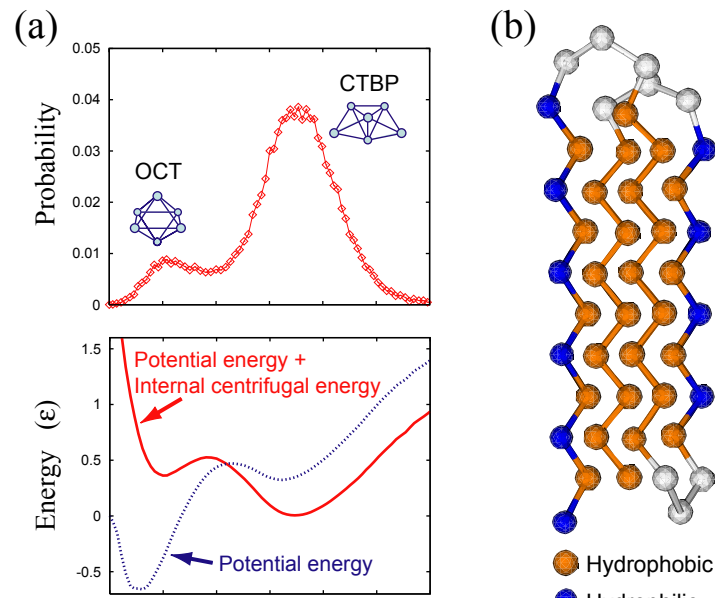 (a)
(b)
0.05
0.04
0.03
0.02
0.01
0
Probability
CTBP
OCT
1.5
1
0.5
0
-0.5
Energy (ε)
Potential energy +
Internal centrifugal energy
Potential energy
Hydrophobic